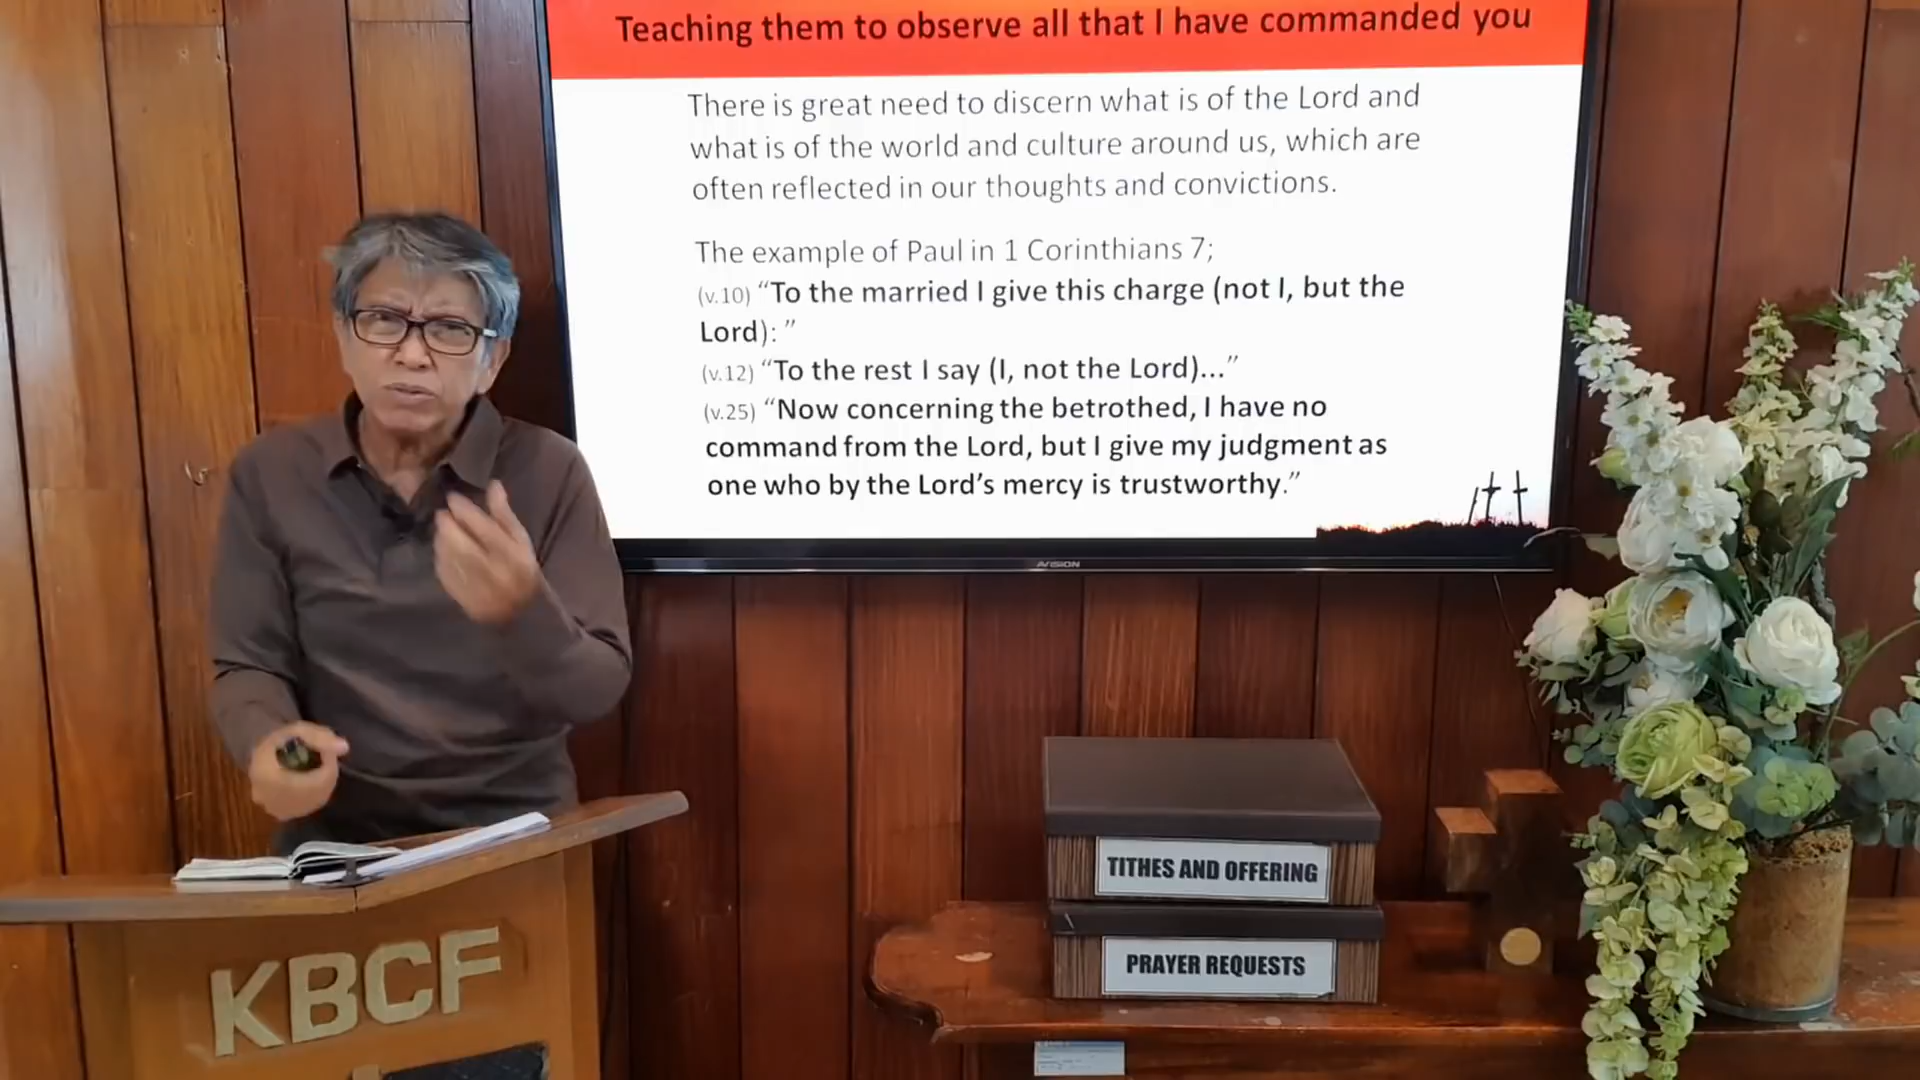 Teaching them to observe all that I have commanded you
There is great need to discern what is of the Lord and
what is of the world and culture around us, which are
often reflected in our thoughts and convictions.
The example of Paul in 1 Corinthians 7;
(v.10) “To the married I give this charge (not I, but the
Lord): ”
(v.12) “To the rest I say (I, not the Lord)...”
(v.25) “Now concerning the betrothed, I have no
command from the Lord, but I give my judgment as
one who by the Lord’s mercy is trustworthy.”
AVISION
TITHES AND OFFERING
PRAYER REQUESTS
KBCF